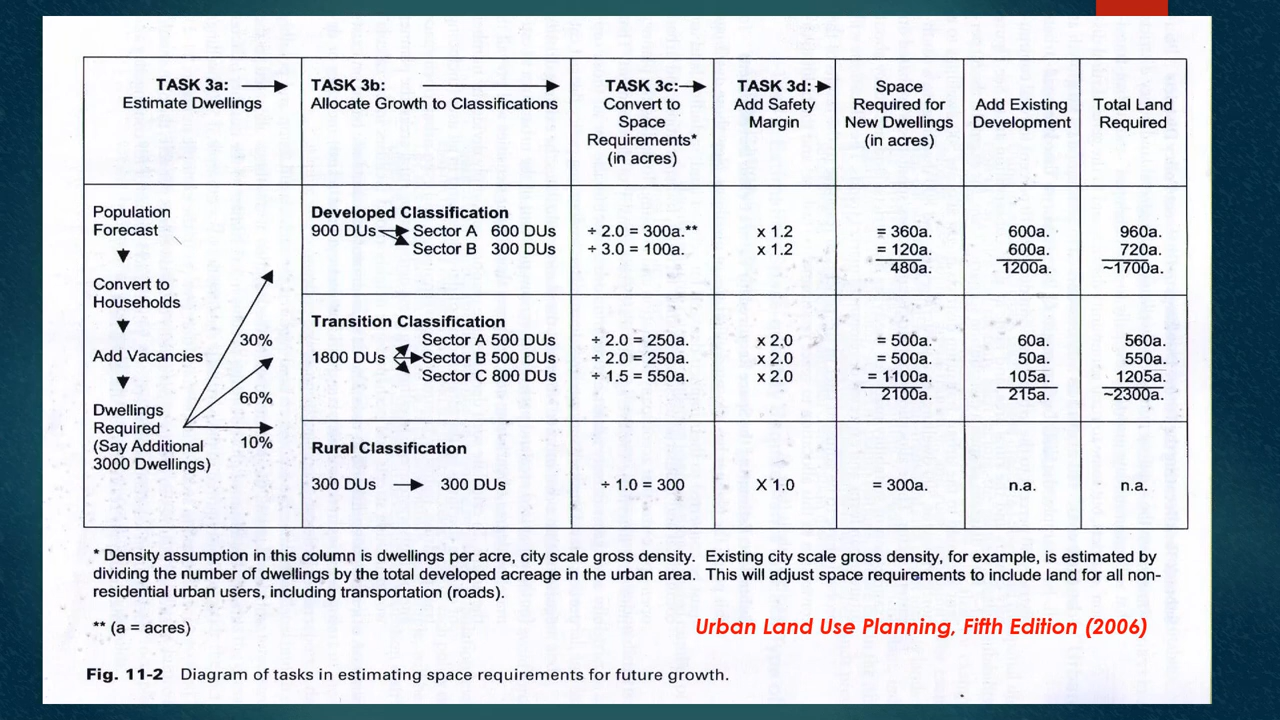 TASK 3a:
Estimate Dwellings
TASK 3b:
Allocate Growth to Classifications
TASK 3c:
Convert to
Space
Requirements*
(in acres)
TASK 3d:
Add Safety
Margin
Space
Required for
New Dwellings
(in acres)
Add Existing
Development
Total Land
Required
Population
Forecast
Convert to
Households
Add Vacancies
Dwellings
Required
(Say Additional
3000 Dwellings)
30%
60%
10%
Developed Classification
900 DUs Sector A 600 DUs ÷ 2.0 = 300a.** x 1.2 = 360a. 600a. 960a.
Sector B 300 DUs ÷ 3.0 = 100a. x 1.2 = 120a. 600a. 720a.
480a. 1200a. ~1700a.
Transition Classification
Sector A 500 DUs ÷ 2.0 = 250a. x 2.0 = 500a. 60a. 560a.
1800 DUs Sector B 500 DUs ÷ 2.0 = 250a. x 2.0 = 500a. 50a. 550a.
Sector C 800 DUs ÷ 1.5 = 550a. x 2.0 = 1100a. 105a. 1205a.
2100a. 215a. ~2300a.
Rural Classification
300 DUs 300 DUs ÷ 1.0 = 300 X 1.0 = 300a. n.a. n.a.
* Density assumption in this column is dwellings per acre, city scale gross density. Existing city scale gross density, for example, is estimated by
dividing the number of dwellings by the total developed acreage in the urban area. This will adjust space requirements to include land for all non-
residential urban users, including transportation (roads).
** (a = acres)
Urban Land Use Planning, Fifth Edition (2006)
Fig. 11-2 Diagram of tasks in estimating space requirements for future growth.